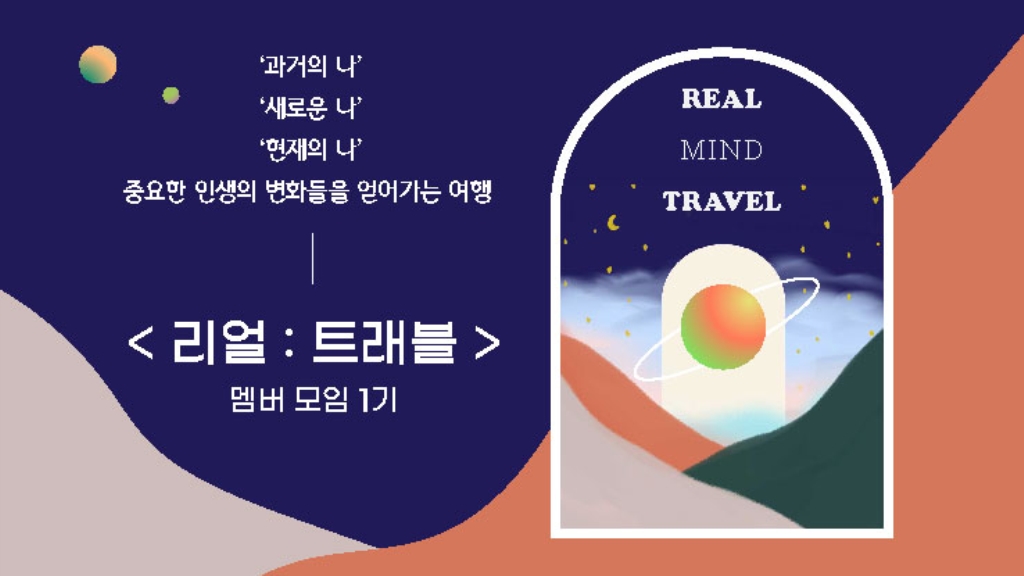 ‘과거의 나’
‘새로운 나’
‘현재의 나’
중요한 인생의 변화들을 얻어가는 여행
< 리얼 : 트래블 >
멤버 모임 1기
REAL
MIND
TRAVEL